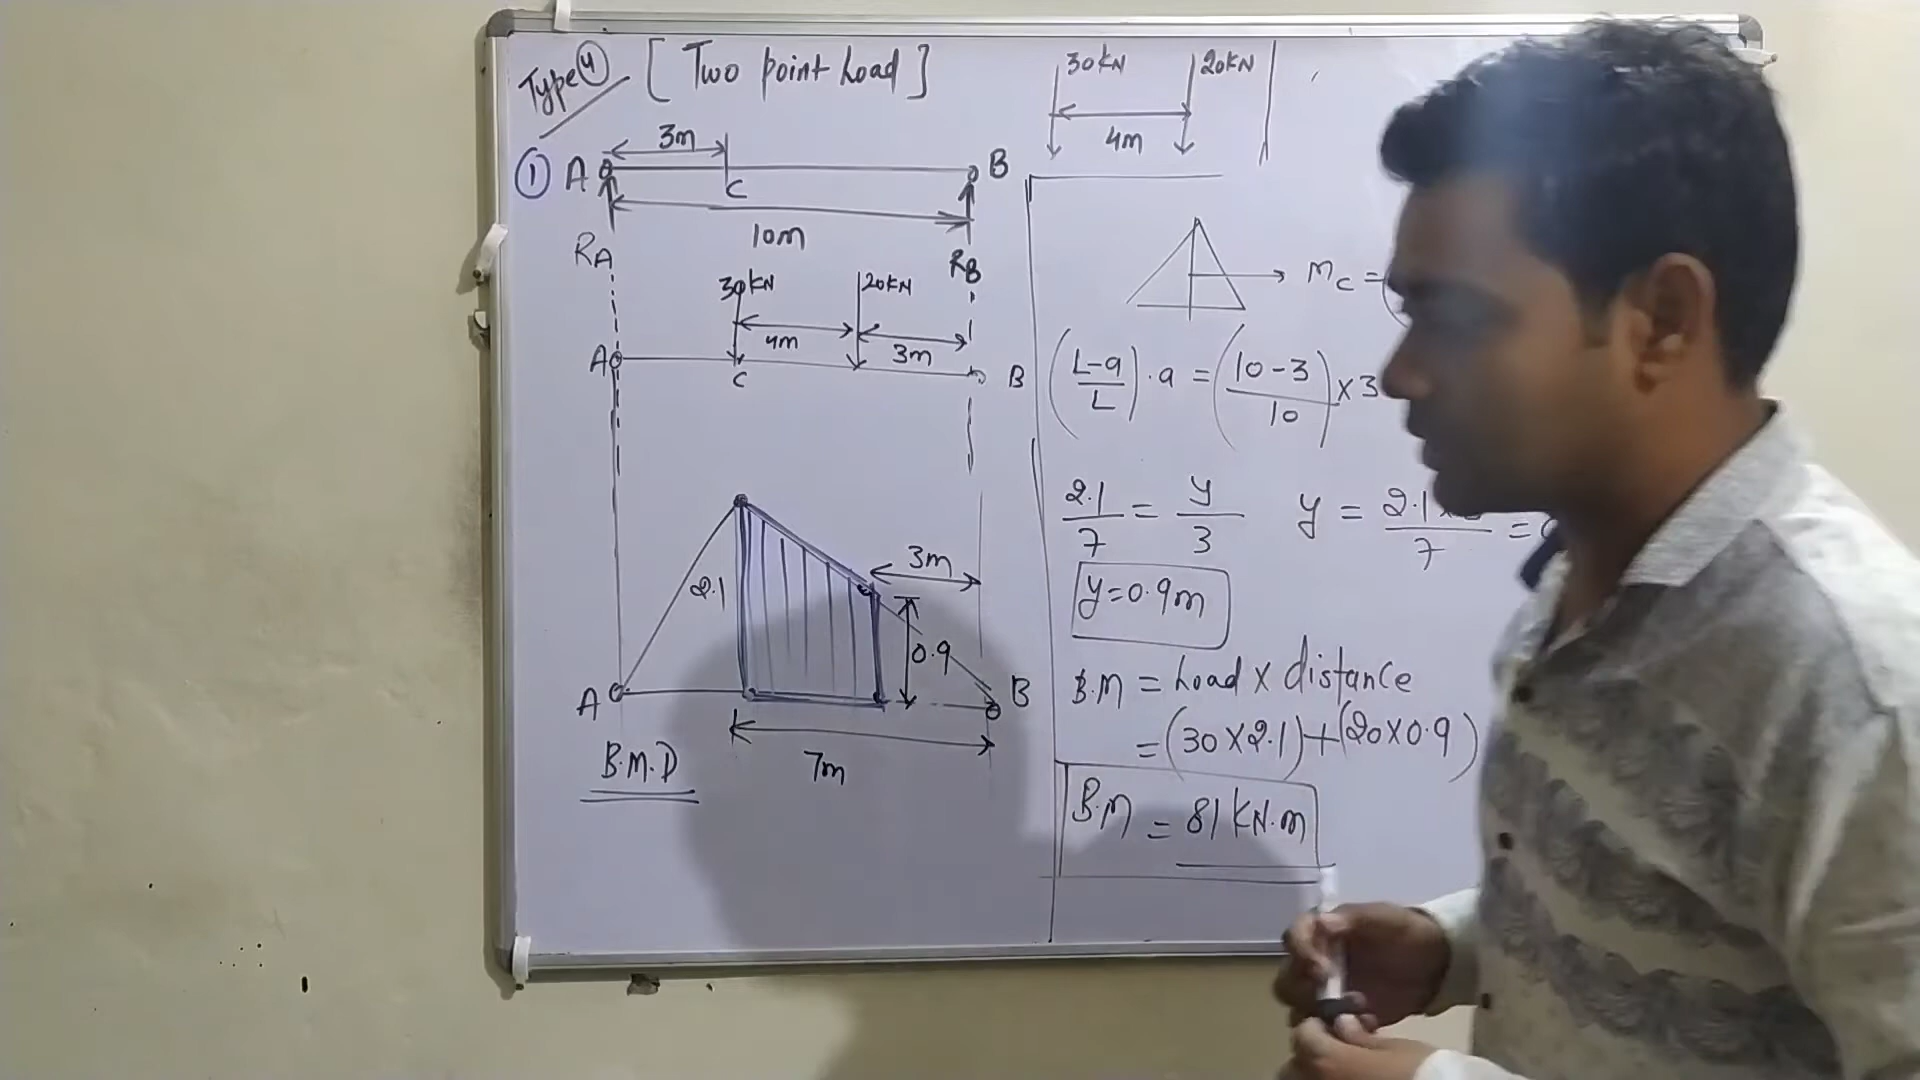 Type 4 [Two point Load]
30KN 20KN
4m
① 3m
A C B
10m
RA RB
30KN 20KN
4m 3m
A C B
2.1 3m
0.9
A B
7m
B.M.D
Mc =
(L-a/L) . a = (10-3/10) x 3
2.1/7 = y/3 y = 2.1 x /7 =
y=0.9m
B.M = Load x distance
= (30 x 2.1) + (20 x 0.9)
B.M = 81 KN.m